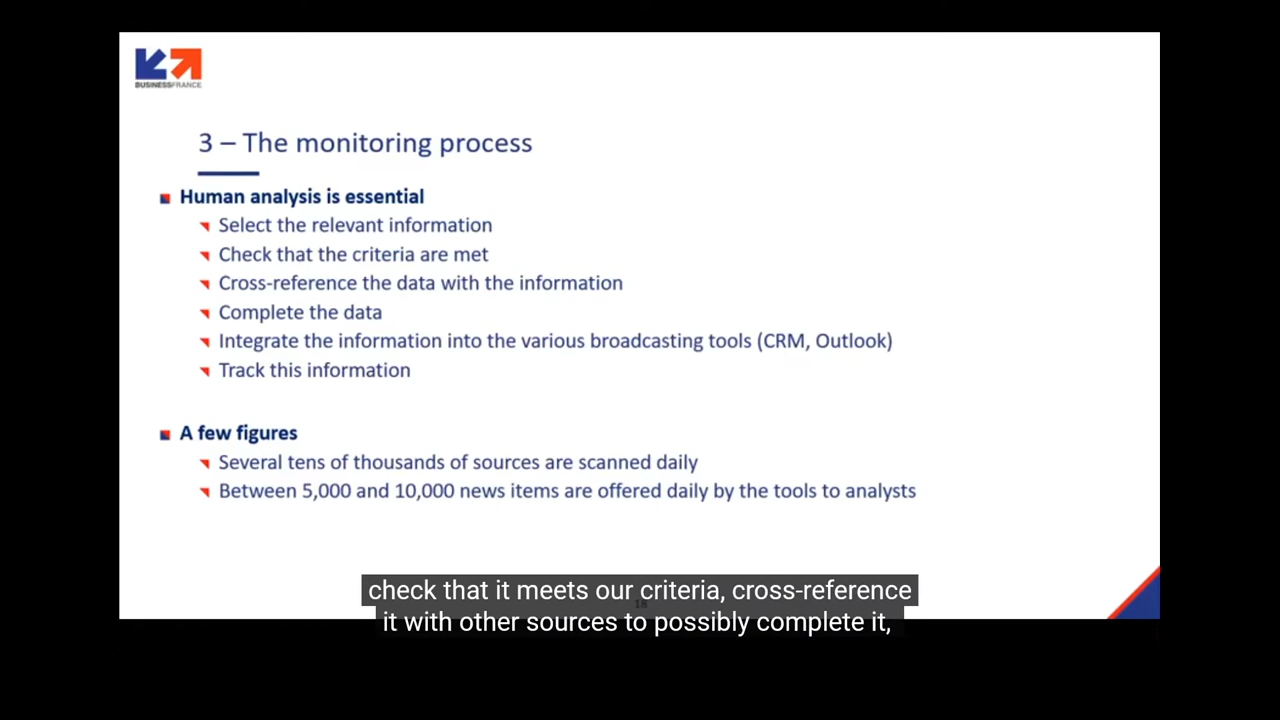 BUSINESSFRANCE
3 – The monitoring process
Human analysis is essential
Select the relevant information
Check that the criteria are met
Cross-reference the data with the information
Complete the data
Integrate the information into the various broadcasting tools (CRM, Outlook)
Track this information
A few figures
Several tens of thousands of sources are scanned daily
Between 5,000 and 10,000 news items are offered daily by the tools to analysts
check that it meets our criteria, cross-reference
it with other sources to possibly complete it,